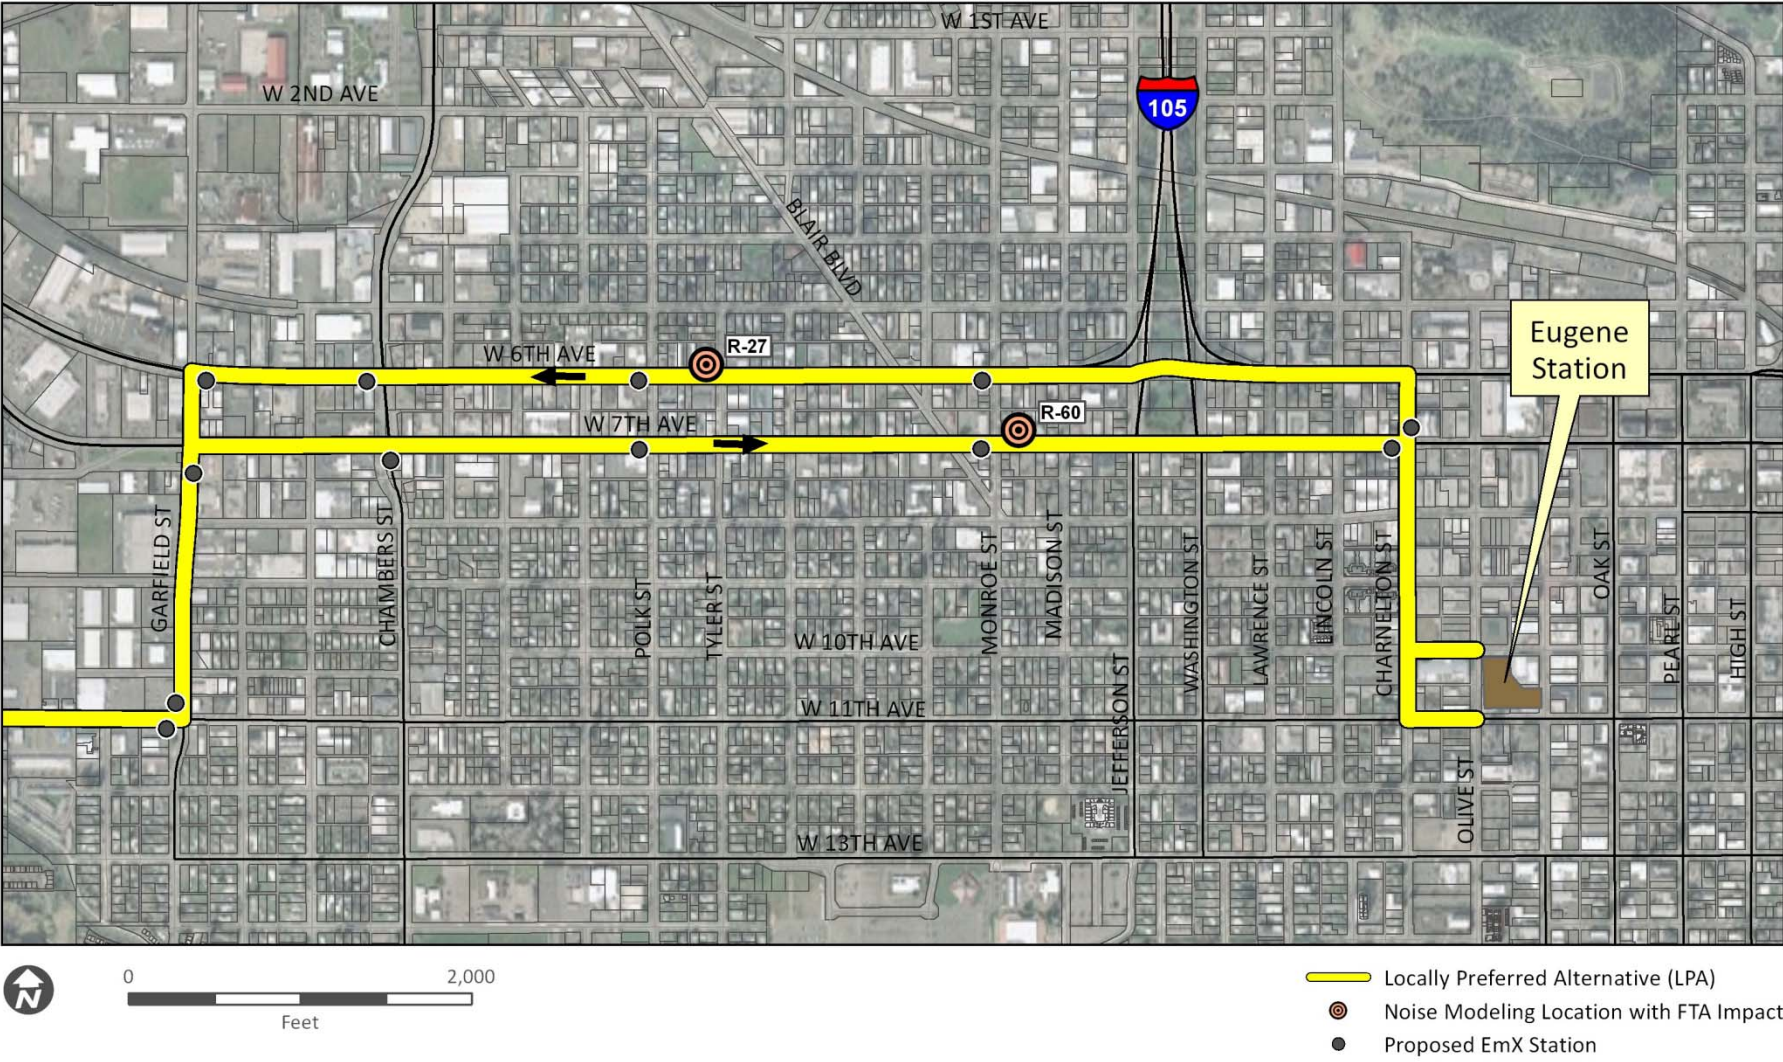 W 1ST AVE
W 2ND AVE
105
BLAIR BLVD
W 6TH AVE
R-27
Eugene
Station
W 7TH AVE
R-60
GARFIELD ST
CHAMBERS ST
POLK ST
TYLER ST
MONROE ST
MADISON ST
JEFFERSON ST
WASHINGTON ST
LAWRENCE ST
LINCOLN ST
CHARNELTON ST
OAK ST
PEARL ST
HIGH ST
W 10TH AVE
W 11TH AVE
OLIVE ST
W 13TH AVE
N
0 2,000
Feet
Locally Preferred Alternative (LPA)
Noise Modeling Location with FTA Impact
Proposed EmX Station